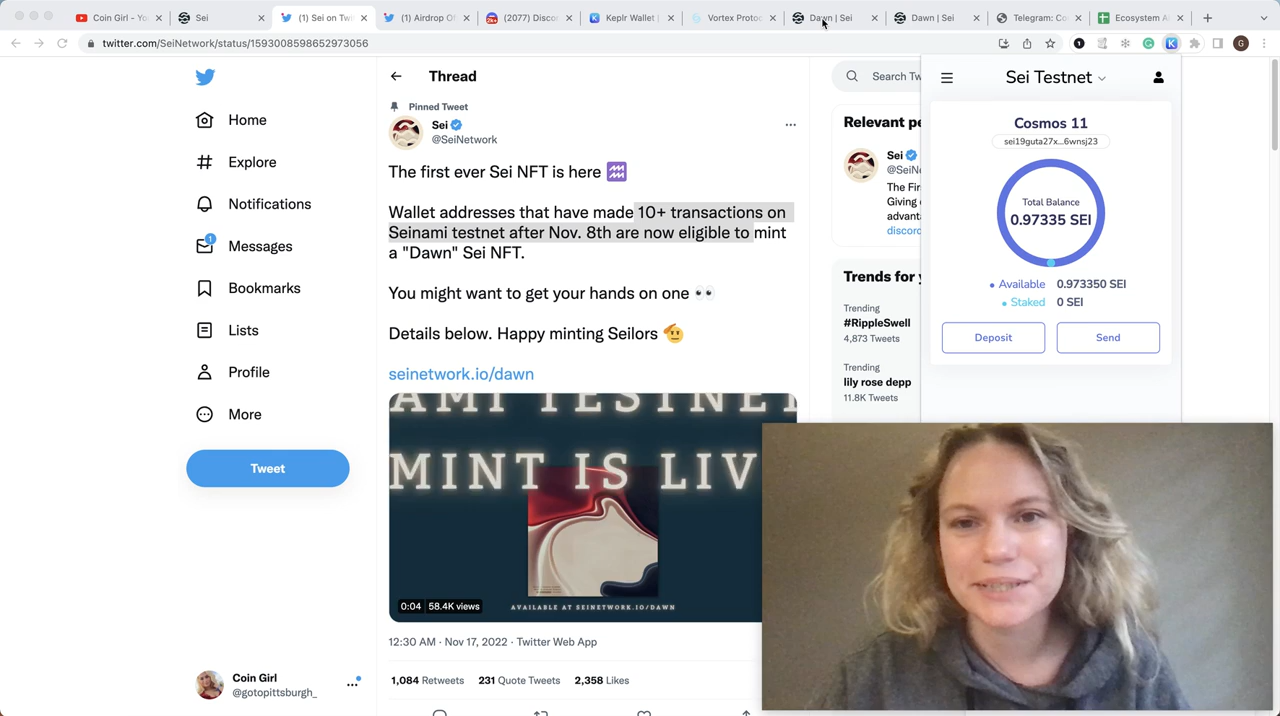 Coin Girl - Yo
Sei
(1) Sei on Twi
(1) Airdrop Of
(2077) Discor
Keplr Wallet |
Vortex Protoc
Dawn | Sei
Dawn | Sei
Telegram: Co
Ecosystem A
twitter.com/SeiNetwork/status/1593008598652973056
G
Thread
Search Tw
Home
Explore
Notifications
1
Messages
Bookmarks
Lists
Profile
More
Tweet
Coin Girl
@gotopittsburgh_
Pinned Tweet
Sei
@SeiNetwork
The first ever Sei NFT is here
Wallet addresses that have made 10+ transactions on
Seinami testnet after Nov. 8th are now eligible to mint
a "Dawn" Sei NFT.
You might want to get your hands on one 👀
Details below. Happy minting Seilors 🫡
seinetwork.io/dawn
AMI TESTNET
MINT IS LIV
0:04 58.4K views
AVAILABLE AT SEINETWORK.IO/DAWN
12:30 AM · Nov 17, 2022 · Twitter Web App
1,084 Retweets 231 Quote Tweets 2,358 Likes
Relevant pe
Sei
@SeiNe
The Firs
Giving d
advanta
discord
Trends for y
Trending
#RippleSwell
4,873 Tweets
Trending
lily rose depp
11.8K Tweets
Sei Testnet
Cosmos 11
sei19guta27x...6wnsj23
Total Balance
0.97335 SEI
Available 0.973350 SEI
Staked 0 SEI
Deposit
Send